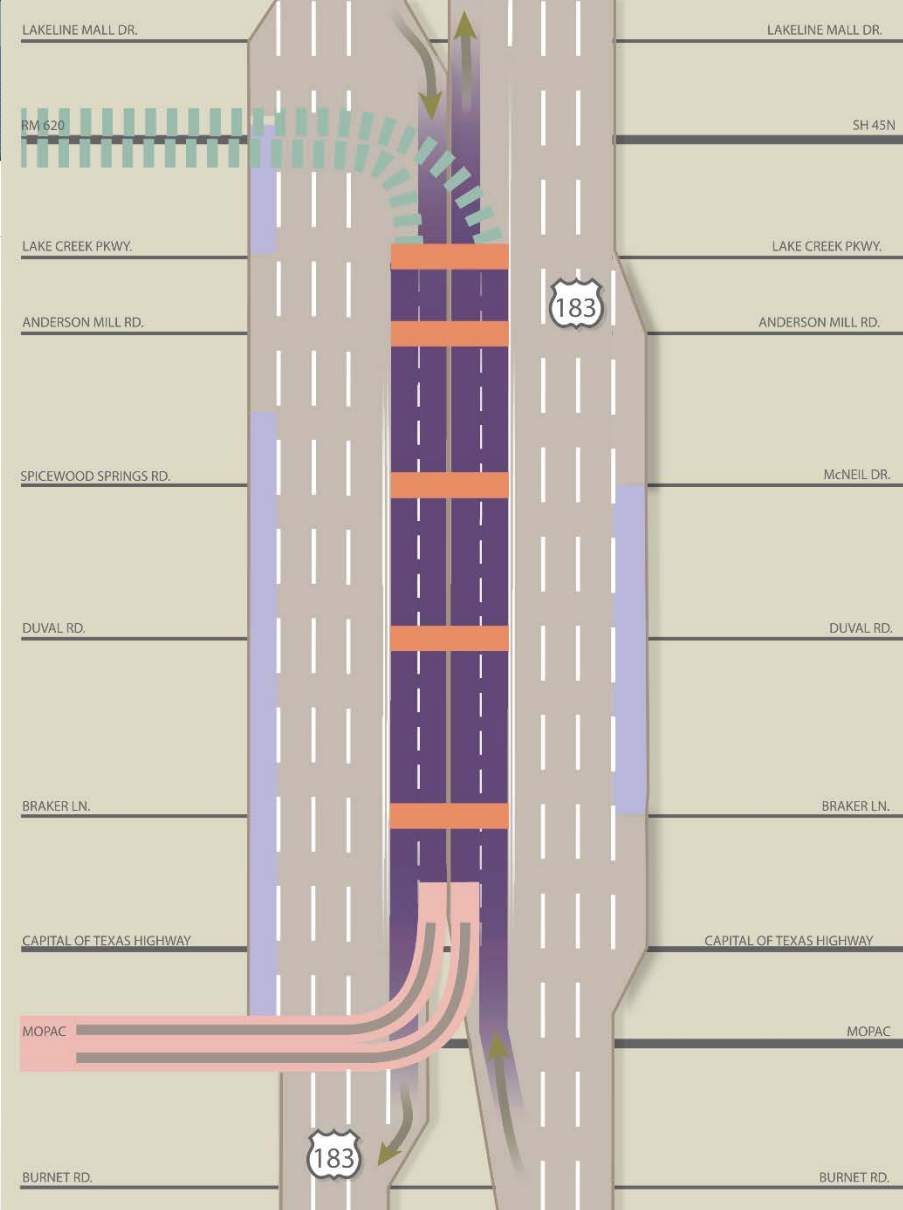 LAKELINE MALL DR.
LAKELINE MALL DR.
RM 620
SH 45N
LAKE CREEK PKWY.
LAKE CREEK PKWY.
183
ANDERSON MILL RD.
ANDERSON MILL RD.
SPICEWOOD SPRINGS RD.
McNEIL DR.
DUVAL RD.
DUVAL RD.
BRAKER LN.
BRAKER LN.
CAPITAL OF TEXAS HIGHWAY
CAPITAL OF TEXAS HIGHWAY
MOPAC
MOPAC
183
BURNET RD.
BURNET RD.